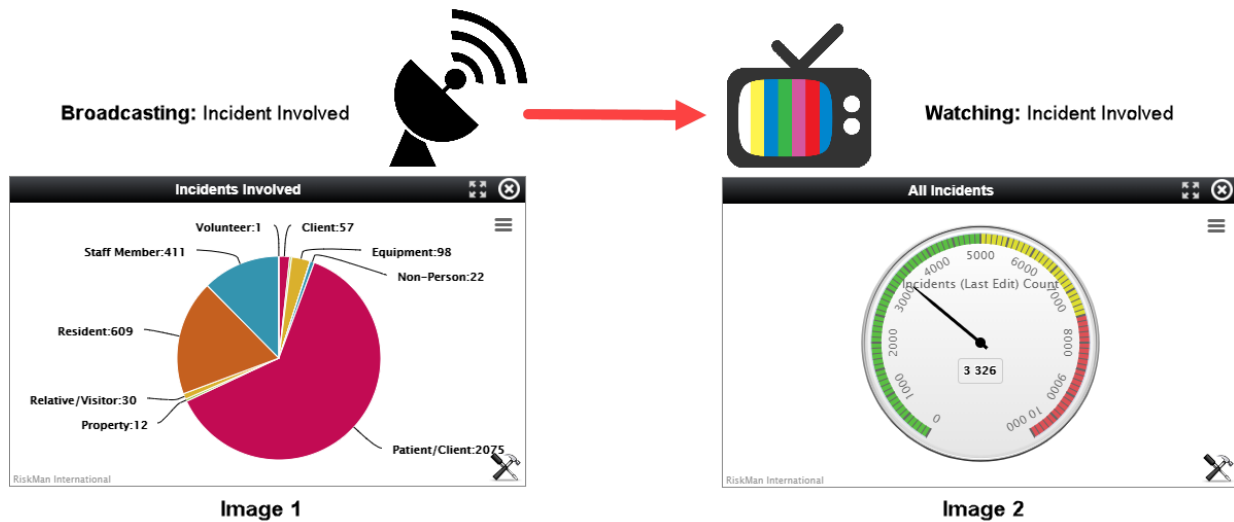 Broadcasting: Incident Involved
Watching: Incident Involved
Incidents Involved
Volunteer:1
Client:57
Staff Member:411
Equipment:98
Non-Person:22
Resident:609
Relative/Visitor:30
Property:12
Patient/Client:2075
RiskMan International
Image 1
All Incidents
Incidents (Last Edit) Count
0
1000
2000
3000
4000
5000
6000
7000
8000
9000
10 000
3 326
RiskMan International
Image 2